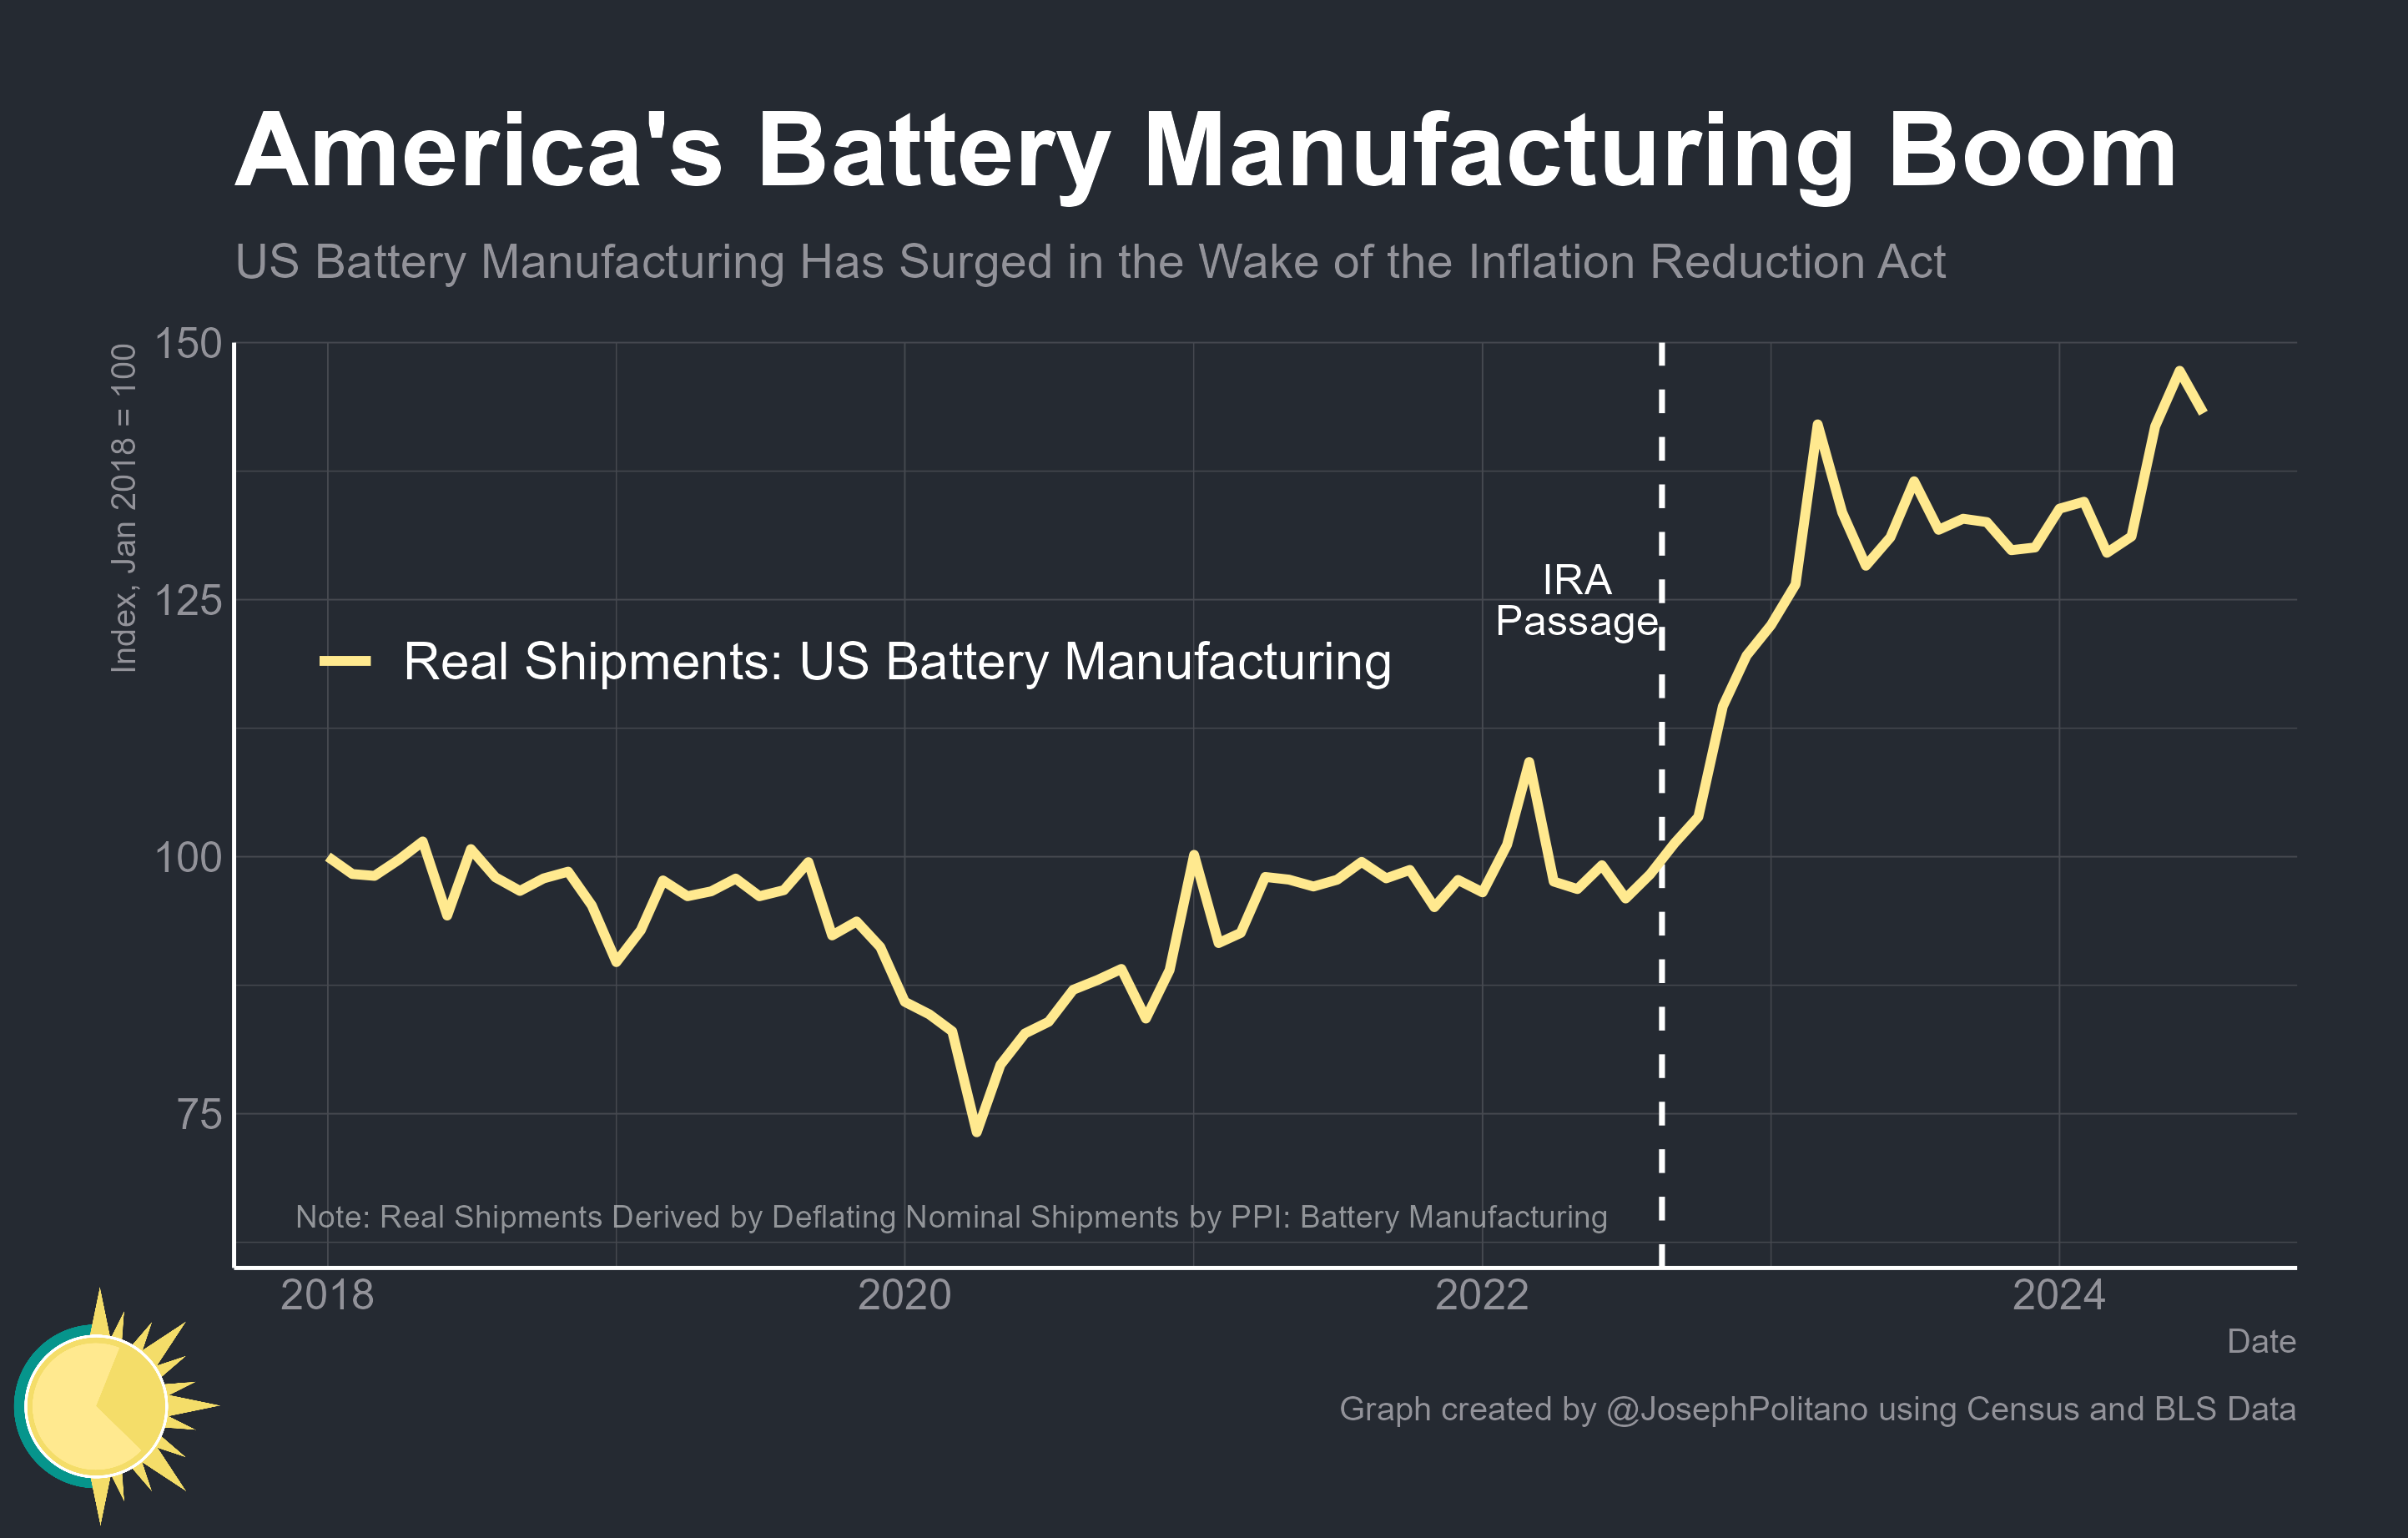 America's Battery Manufacturing Boom
US Battery Manufacturing Has Surged in the Wake of the Inflation Reduction Act
Index, Jan 2018 = 100
150
125
100
75
IRA
Passage
Real Shipments: US Battery Manufacturing
Note: Real Shipments Derived by Deflating Nominal Shipments by PPI: Battery Manufacturing
2018 2020 2022 2024
Date
Graph created by @JosephPolitano using Census and BLS Data